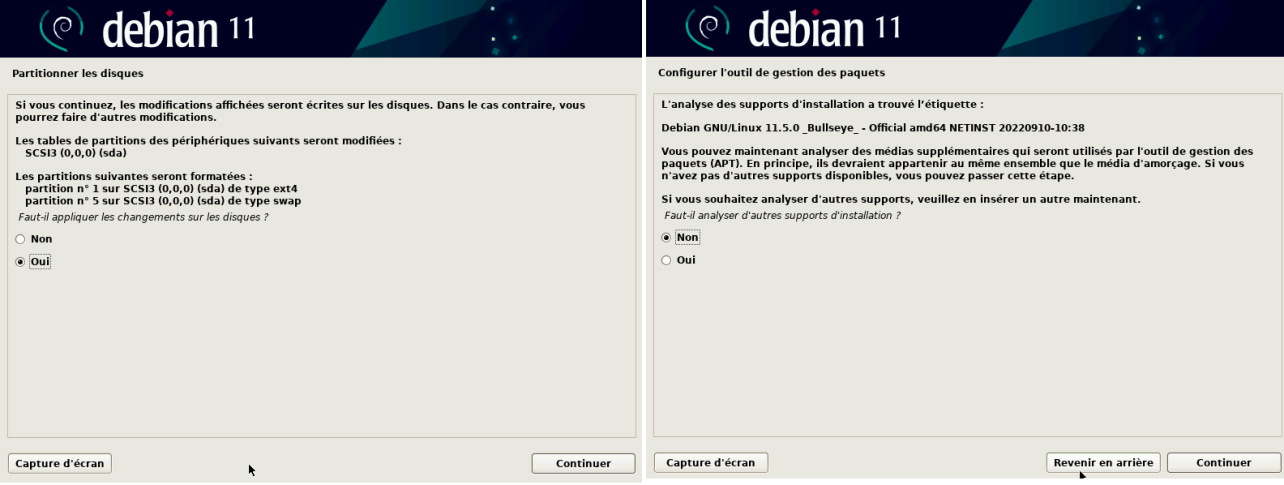 debian 11
Partitionner les disques
Si vous continuez, les modifications affichées seront écrites sur les disques. Dans le cas contraire, vous
pourrez faire d'autres modifications.
Les tables de partitions des périphériques suivants seront modifiées :
SCSI3 (0,0,0) (sda)
Les partitions suivantes seront formatées :
partition n° 1 sur SCSI3 (0,0,0) (sda) de type ext4
partition n° 5 sur SCSI3 (0,0,0) (sda) de type swap
Faut-il appliquer les changements sur les disques ?
Non
Oui
Capture d'écran
Continuer
debian 11
Configurer l'outil de gestion des paquets
L'analyse des supports d'installation a trouvé l’étiquette :
Debian GNU/Linux 11.5.0 _Bullseye_ - Official amd64 NETINST 20220910-10:38
Vous pouvez maintenant analyser des médias supplémentaires qui seront utilisés par l'outil de gestion des
paquets (APT). En principe, ils devraient appartenir au même ensemble que le média d'amorçage. Si vous
n'avez pas d'autres supports disponibles, vous pouvez passer cette étape.
Si vous souhaitez analyser d'autres supports, veuillez en insérer un autre maintenant.
Faut-il analyser d'autres supports d'installation ?
Non
Oui
Capture d'écran
Revenir en arrière
Continuer